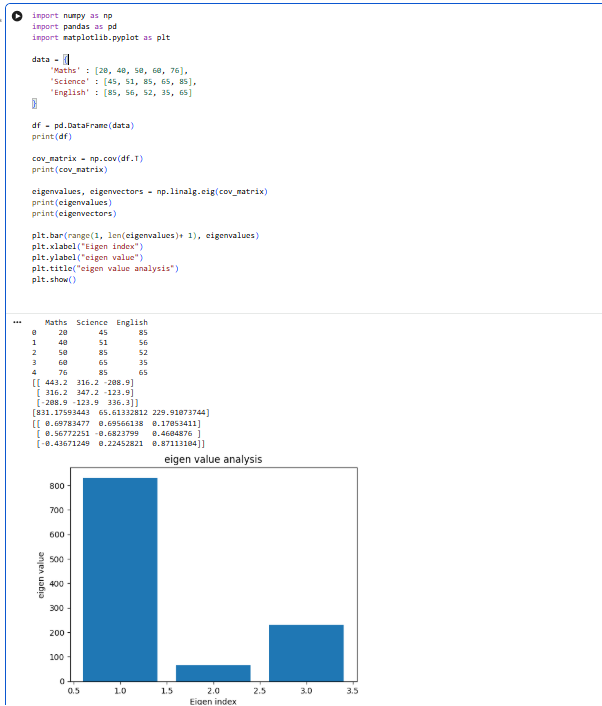 import numpy as np
import pandas as pd
import matplotlib.pyplot as plt
data = {
'Maths' : [20, 40, 50, 60, 76],
'Science' : [45, 51, 85, 65, 85],
'English' : [85, 56, 52, 35, 65]
}
df = pd.DataFrame(data)
print(df)
cov_matrix = np.cov(df.T)
print(cov_matrix)
eigenvalues, eigenvectors = np.linalg.eig(cov_matrix)
print(eigenvalues)
print(eigenvectors)
plt.bar(range(1, len(eigenvalues)+ 1), eigenvalues)
plt.xlabel("Eigen index")
plt.ylabel("eigen value")
plt.title("eigen value analysis")
plt.show()
Maths Science English
0 20 45 85
1 40 51 56
2 50 85 52
3 60 65 35
4 76 85 65
[[ 443.2 316.2 -208.9]
[ 316.2 347.2 -123.9]
[-208.9 -123.9 336.3]]
[831.17593443 65.61332812 229.91073744]
[[ 0.69783477 0.69566138 0.17053411]
[ 0.56772251 -0.6823799 0.4604876 ]
[-0.43671249 0.22452821 0.87113104]]
eigen value analysis
800
700
600
500
400
300
200
100
0
eigen value
0.5 1.0 1.5 2.0 2.5 3.0 3.5
Eigen index